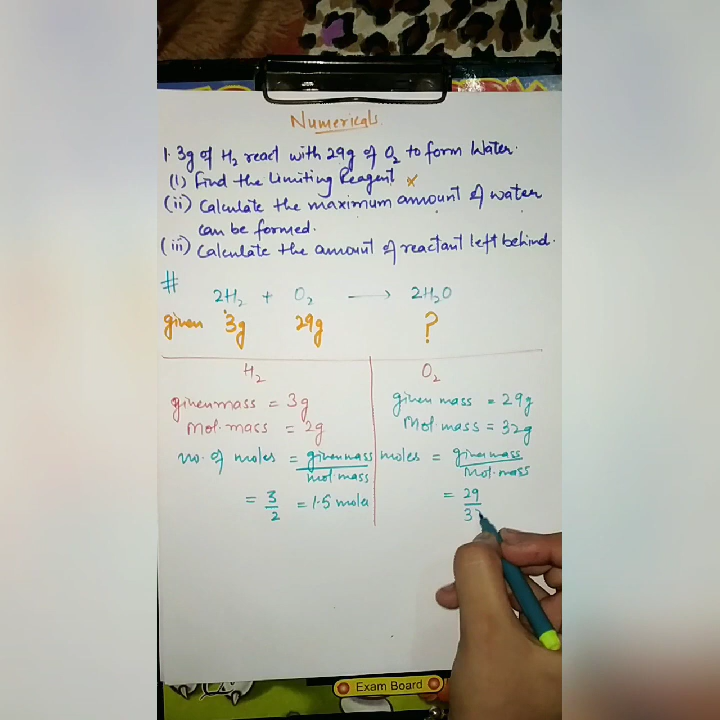 Numericals.
1. 3g of H₂ react with 29g of O₂ to form Water.
(i) Find the Limiting Reagent ×
(ii) Calculate the maximum amount of water
can be formed.
(iii) Calculate the amount of reactant left behind.
# 2H₂ + O₂ → 2H₂O
given 3g 29g ?
H₂
given mass = 3g
Mol. mass = 2g
no. of moles = given mass / mol mass
= 3/2 = 1.5 mole
O₂
given mass = 29g
Mol. mass = 32g
moles = given mass / Mol. mass
= 29/3
Exam Board